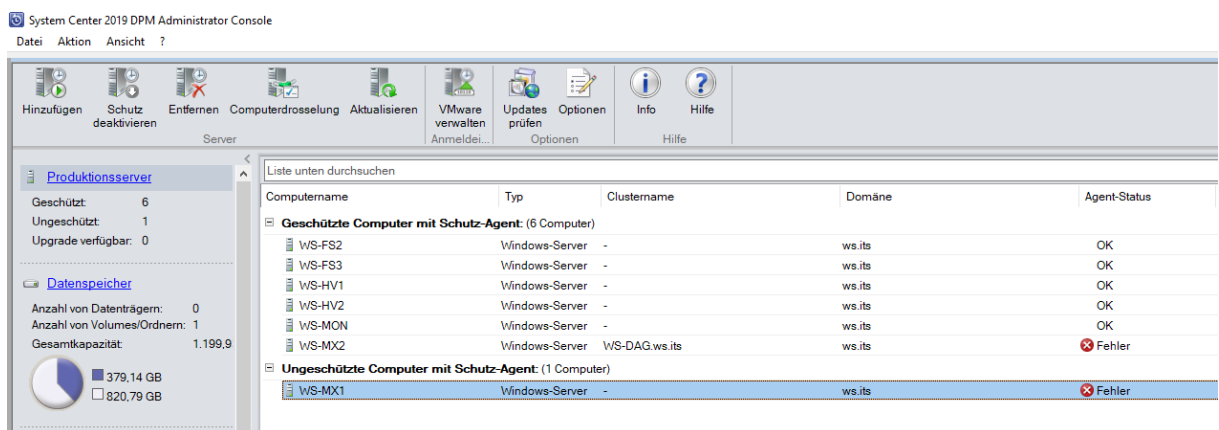 System Center 2019 DPM Administrator Console
Datei Aktion Ansicht ?
Hinzufügen Schutz deaktivieren Entfernen Computerdrosselung Aktualisieren VMware verwalten Updates prüfen Optionen Info Hilfe
Server Anmeldei... Optionen Hilfe
Produktionsserver
Geschützt: 6
Ungeschützt: 1
Upgrade verfügbar: 0
Datenspeicher
Anzahl von Datenträgern: 0
Anzahl von Volumes/Ordnern: 1
Gesamtkapazität: 1.199,9
379,14 GB
820,79 GB
Liste unten durchsuchen
Computername Typ Clustername Domäne Agent-Status
Geschützte Computer mit Schutz-Agent: (6 Computer)
WS-FS2 Windows-Server - ws.its OK
WS-FS3 Windows-Server - ws.its OK
WS-HV1 Windows-Server - ws.its OK
WS-HV2 Windows-Server - ws.its OK
WS-MON Windows-Server - ws.its OK
WS-MX2 Windows-Server WS-DAG.ws.its ws.its Fehler
Ungeschützte Computer mit Schutz-Agent: (1 Computer)
WS-MX1 Windows-Server - ws.its Fehler